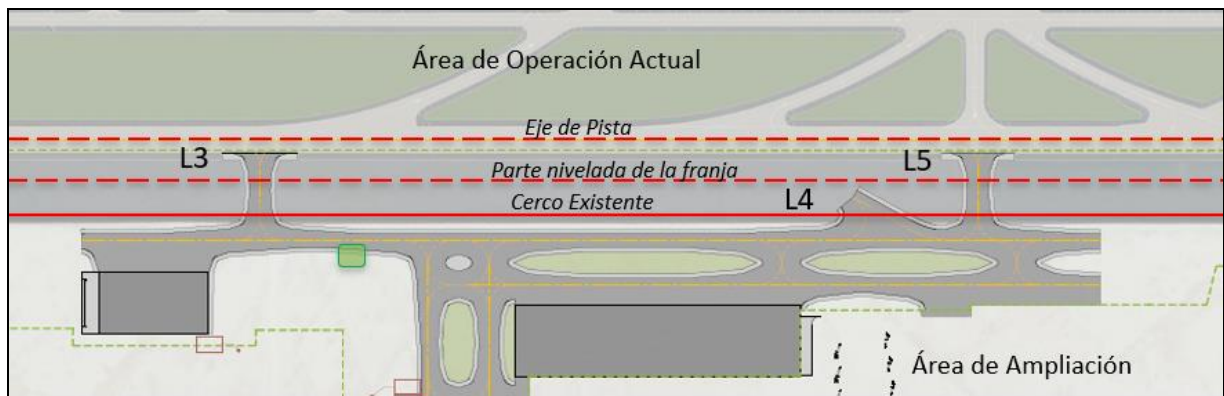 Área de Operación Actual
Eje de Pista
L3
L5
Parte nivelada de la franja
Cerco Existente
L4
Área de Ampliación